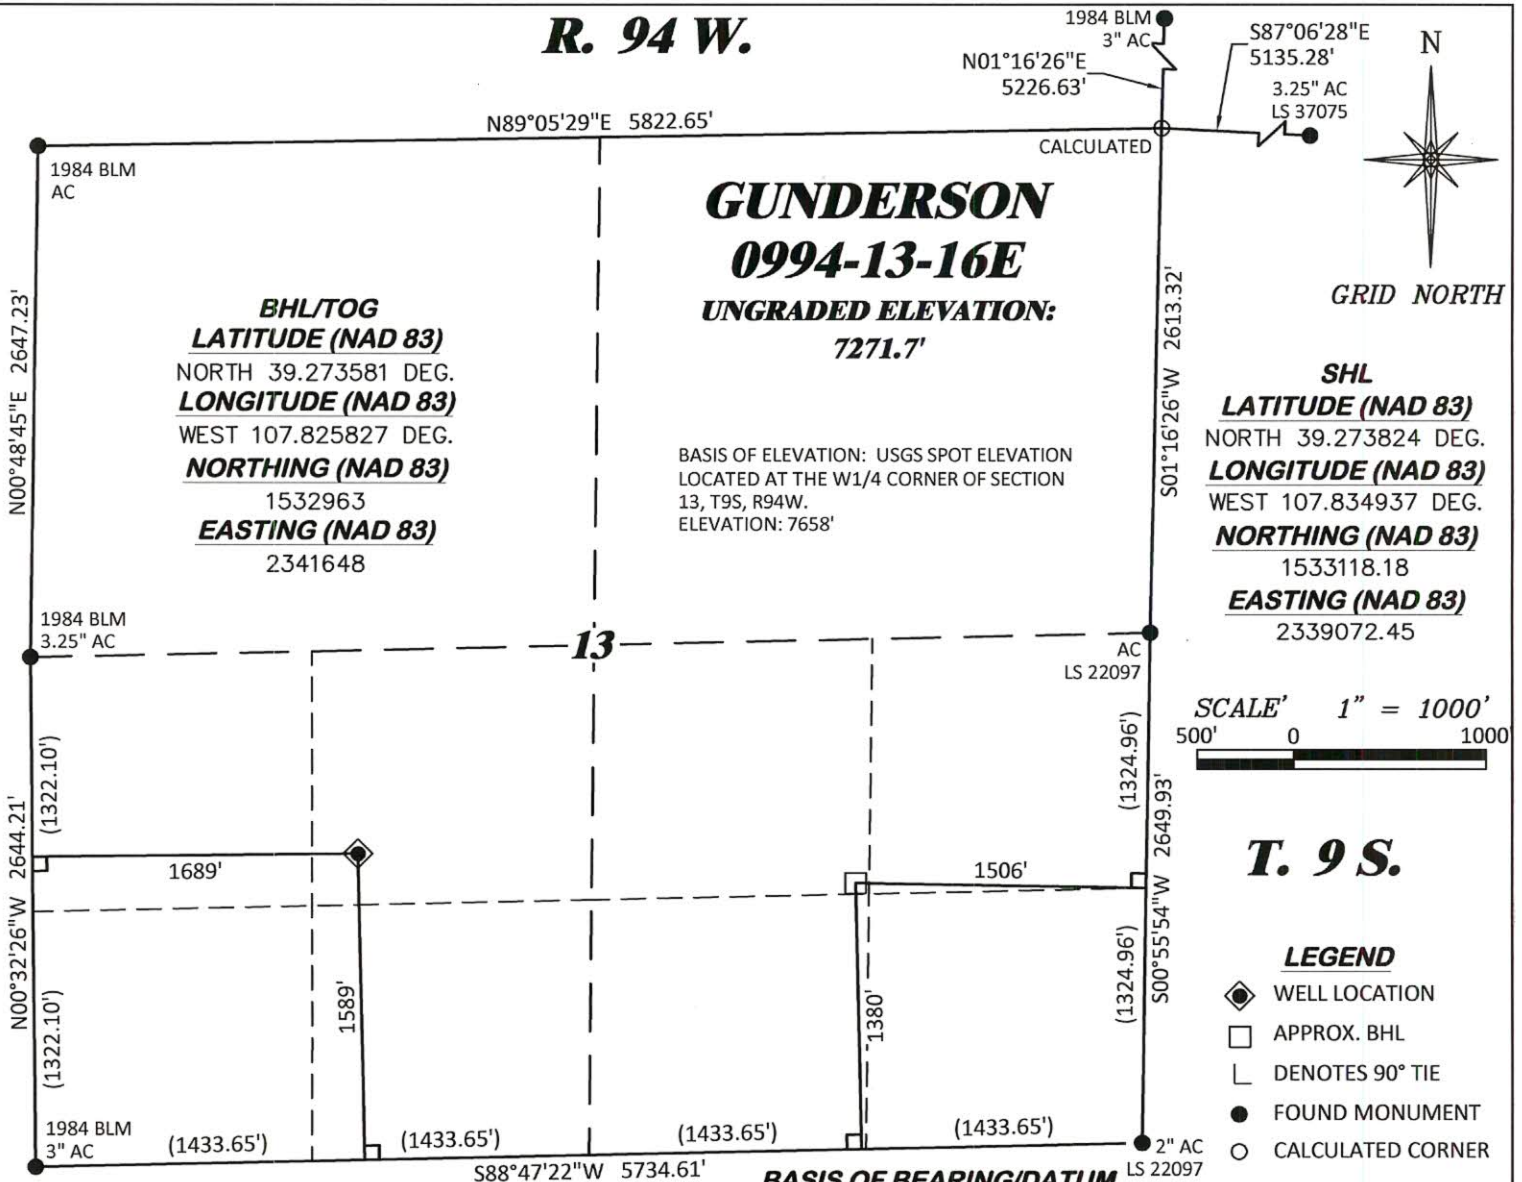 R. 94 W.
1984 BLM
3" AC
N01°16'26"E
5226.63'
S87°06'28"E
5135.28'
3.25" AC
LS 37075
N
N89°05'29"E 5822.65'
CALCULATED
1984 BLM
AC
GUNDERSON
0994-13-16E
UNGRADED ELEVATION:
7271.7'
GRID NORTH
BHL/TOG
LATITUDE (NAD 83)
NORTH 39.273581 DEG.
LONGITUDE (NAD 83)
WEST 107.825827 DEG.
NORTHING (NAD 83)
1532963
EASTING (NAD 83)
2341648
BASIS OF ELEVATION: USGS SPOT ELEVATION
LOCATED AT THE W1/4 CORNER OF SECTION
13, T9S, R94W.
ELEVATION: 7658'
N00°48'45"E 2647.23'
S01°16'26"W 2613.32'
SHL
LATITUDE (NAD 83)
NORTH 39.273824 DEG.
LONGITUDE (NAD 83)
WEST 107.834937 DEG.
NORTHING (NAD 83)
1533118.18
EASTING (NAD 83)
2339072.45
1984 BLM
3.25" AC
13
AC
LS 22097
SCALE' 1" = 1000'
500' 0 1000'
(1322.10')
(1324.96')
N00°32'26"W 2644.21'
S00°55'54"W 2649.93'
1689'
1506'
T. 9 S.
1589'
1380'
(1322.10')
(1324.96')
LEGEND
WELL LOCATION
APPROX. BHL
DENOTES 90° TIE
FOUND MONUMENT
CALCULATED CORNER
1984 BLM
3" AC
(1433.65')
(1433.65')
(1433.65')
(1433.65')
2" AC
LS 22097
S88°47'22"W 5734.61'
BASIS OF BEARING/DATUM